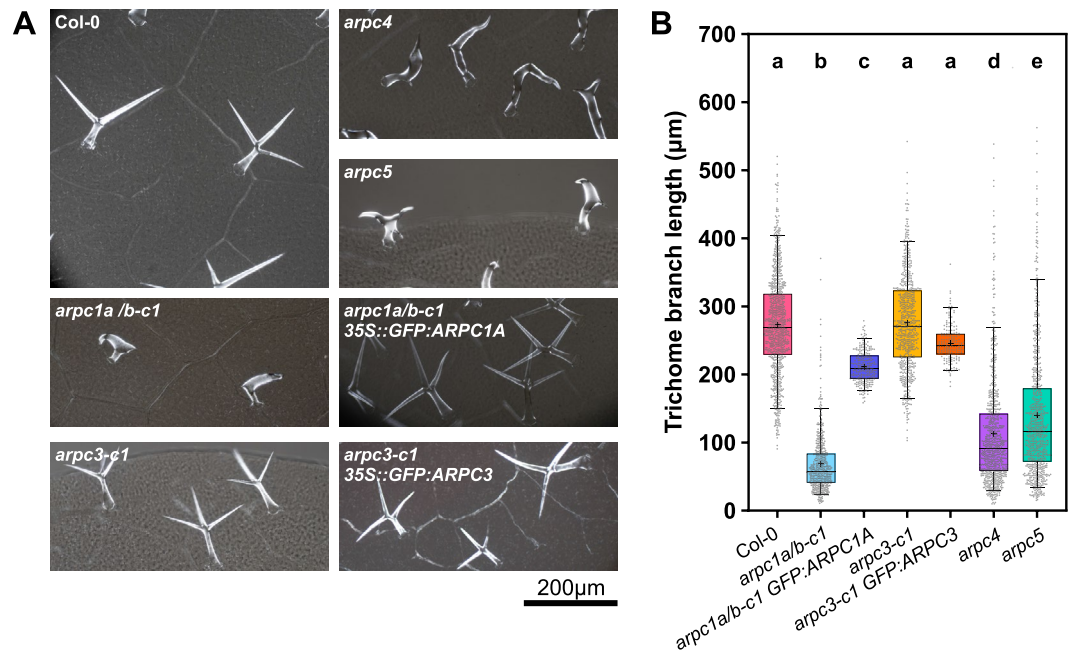 A
Col-0
arpc4
arpc5
arpc1a /b-c1
arpc1a/b-c1
35S::GFP:ARPC1A
arpc3-c1
arpc3-c1
35S::GFP:ARPC3
200µm
B
Trichome branch length (µm)
700
600
500
400
300
200
100
0
a b c a a d e
Col-0
arpc1a/b-c1
arpc1a/b-c1 GFP:ARPC1A
arpc3-c1
arpc3-c1 GFP:ARPC3
arpc4
arpc5